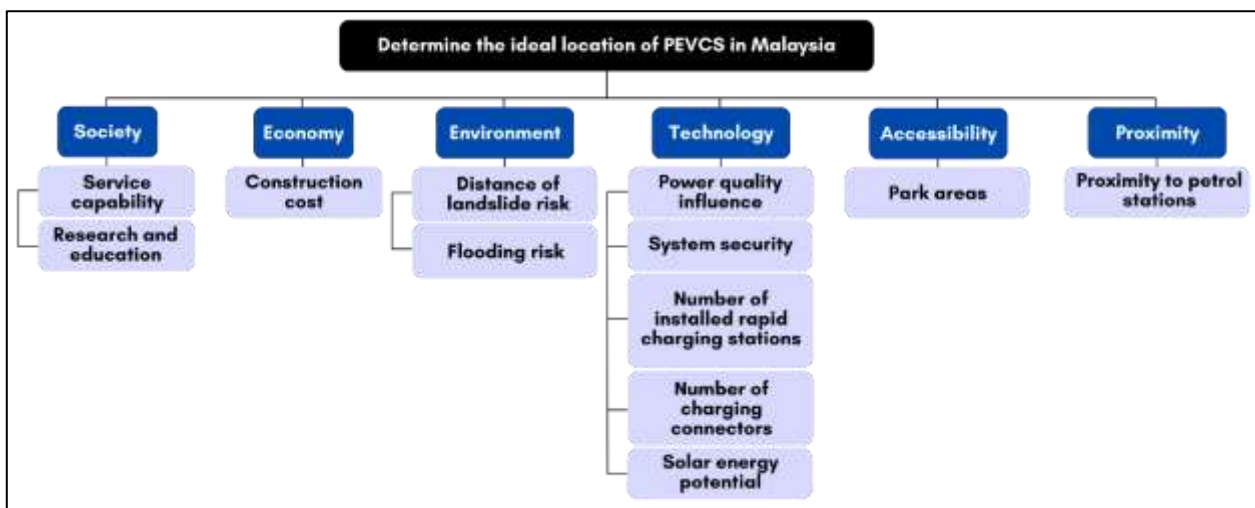 Determine the ideal location of PEVCS in Malaysia
Society
Economy
Environment
Technology
Accessibility
Proximity
Service
capability
Research and
education
Construction
cost
Distance of
landslide risk
Flooding risk
Power quality
influence
System security
Number of
installed rapid
charging stations
Number of
charging
connectors
Solar energy
potential
Park areas
Proximity to petrol
stations